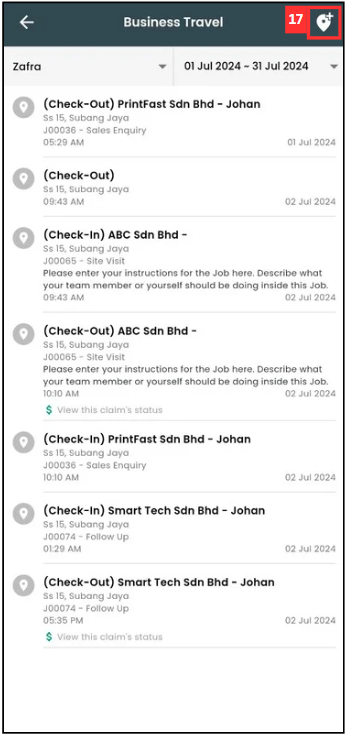 Business Travel
17
Zafra
01 Jul 2024 ~ 31 Jul 2024
(Check-Out) PrintFast Sdn Bhd - Johan
Ss 15, Subang Jaya
J00036 - Sales Enquiry
05:29 AM 01 Jul 2024
(Check-Out)
Ss 15, Subang Jaya
09:43 AM 02 Jul 2024
(Check-In) ABC Sdn Bhd -
Ss 15, Subang Jaya
J00065 - Site Visit
Please enter your instructions for the Job here. Describe what
your team member or yourself should be doing inside this Job.
09:43 AM 02 Jul 2024
(Check-Out) ABC Sdn Bhd -
Ss 15, Subang Jaya
J00065 - Site Visit
Please enter your instructions for the Job here. Describe what
your team member or yourself should be doing inside this Job.
10:10 AM 02 Jul 2024
$ View this claim's status
(Check-In) PrintFast Sdn Bhd - Johan
Ss 15, Subang Jaya
J00036 - Sales Enquiry
10:10 AM 02 Jul 2024
(Check-In) Smart Tech Sdn Bhd - Johan
Ss 15, Subang Jaya
J00074 - Follow Up
01:29 AM 02 Jul 2024
(Check-Out) Smart Tech Sdn Bhd - Johan
Ss 15, Subang Jaya
J00074 - Follow Up
05:35 PM 02 Jul 2024
$ View this claim's status